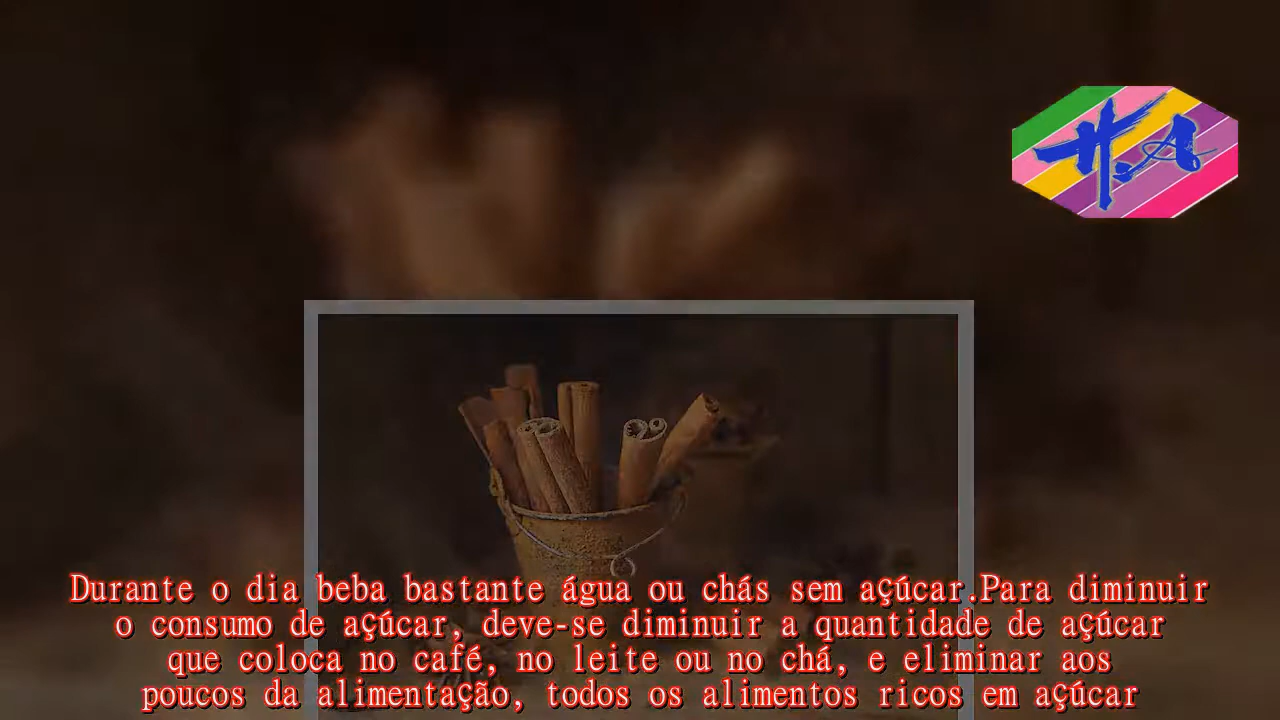 H.A
Durante o dia beba bastante água ou chás sem açúcar.Para diminuir
o consumo de açúcar, deve-se diminuir a quantidade de açúcar
que coloca no café, no leite ou no chá, e eliminar aos
poucos da alimentação, todos os alimentos ricos em açúcar